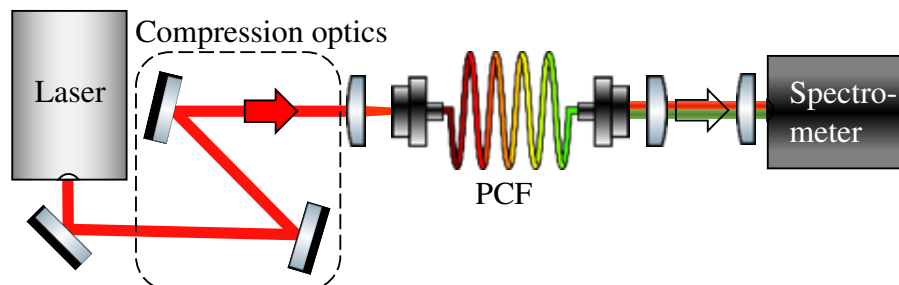 Compression optics
Laser
Spectro-
meter
PCF